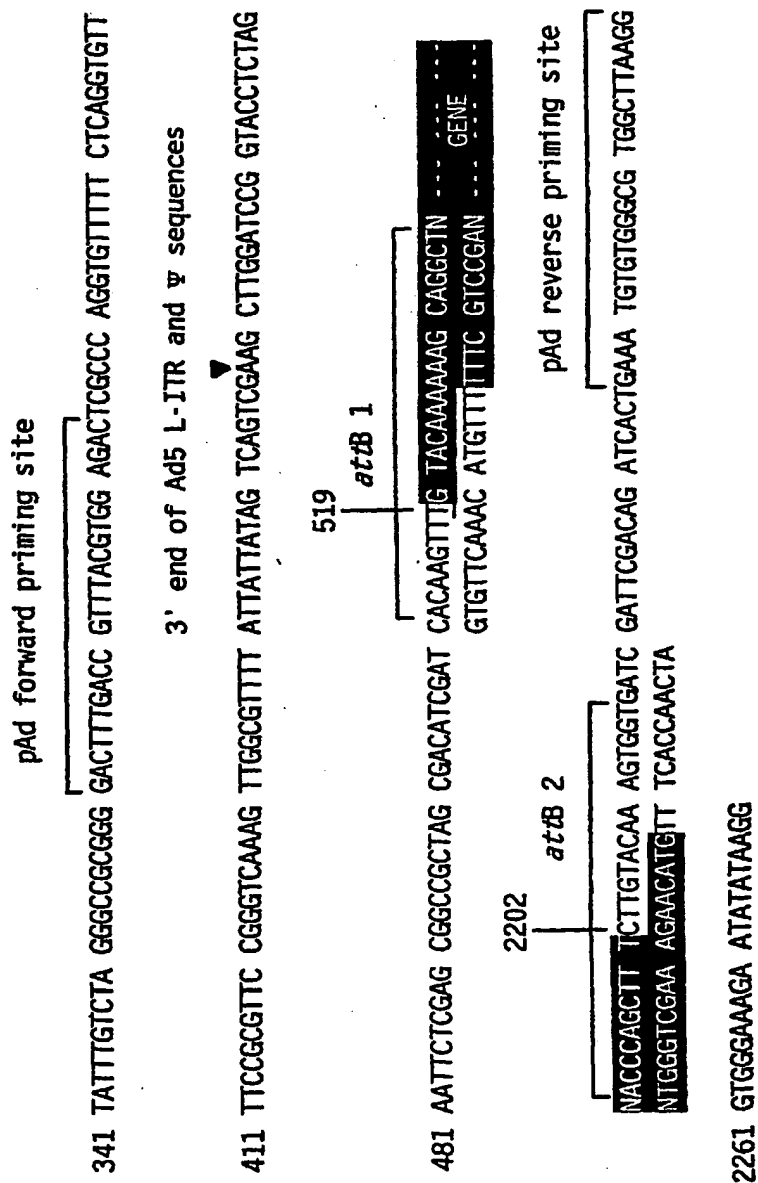 pAd forward priming site
341 TATTTGTCTA GGGCCGCGGG GACTTTGACC GTTTACGTGG AGACTCGCCC AGGTGTTTTT CTCAGGTGTT
3' end of Ad5 L-ITR and Ψ sequences
411 TTCCGCGTTC CGGGTCAAAG TTGGCGTTTT ATTATTATAG TCAGTCGAAG CTTGGATCCG GTACCTCTAG
519
attB 1
481 AATTCTCGAG CGGCCGCTAG CGACATCGAT CACAAGTTTG TACAAAAAAG CAGGCTN
GTGTTCAAAC ATGTTTTTTC GTCCGAN
GENE
2202
attB 2
pAd reverse priming site
NACCCAGCTT TCTTGTACAA AGTGGTGATC GATTCGACAG ATCACTGAAA TGTGTGGGCG TGGCTTAAGG
NTGGGTCGAA AGAACATGTT TCACCAACTA
2261 GTGGGAAAGA ATATATAAGG